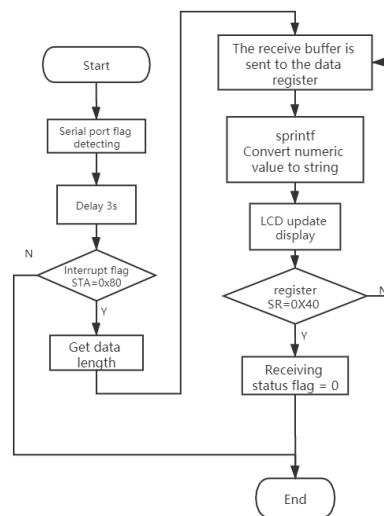 Start
Serial port flag
detecting
Delay 3s
N
Interrupt flag
STA=0x80
Y
Get data
length
The receive buffer is
sent to the data
register
sprintf
Convert numeric
value to string
LCD update
display
register
SR=0X40
N
Y
Receiving
status flag = 0
End